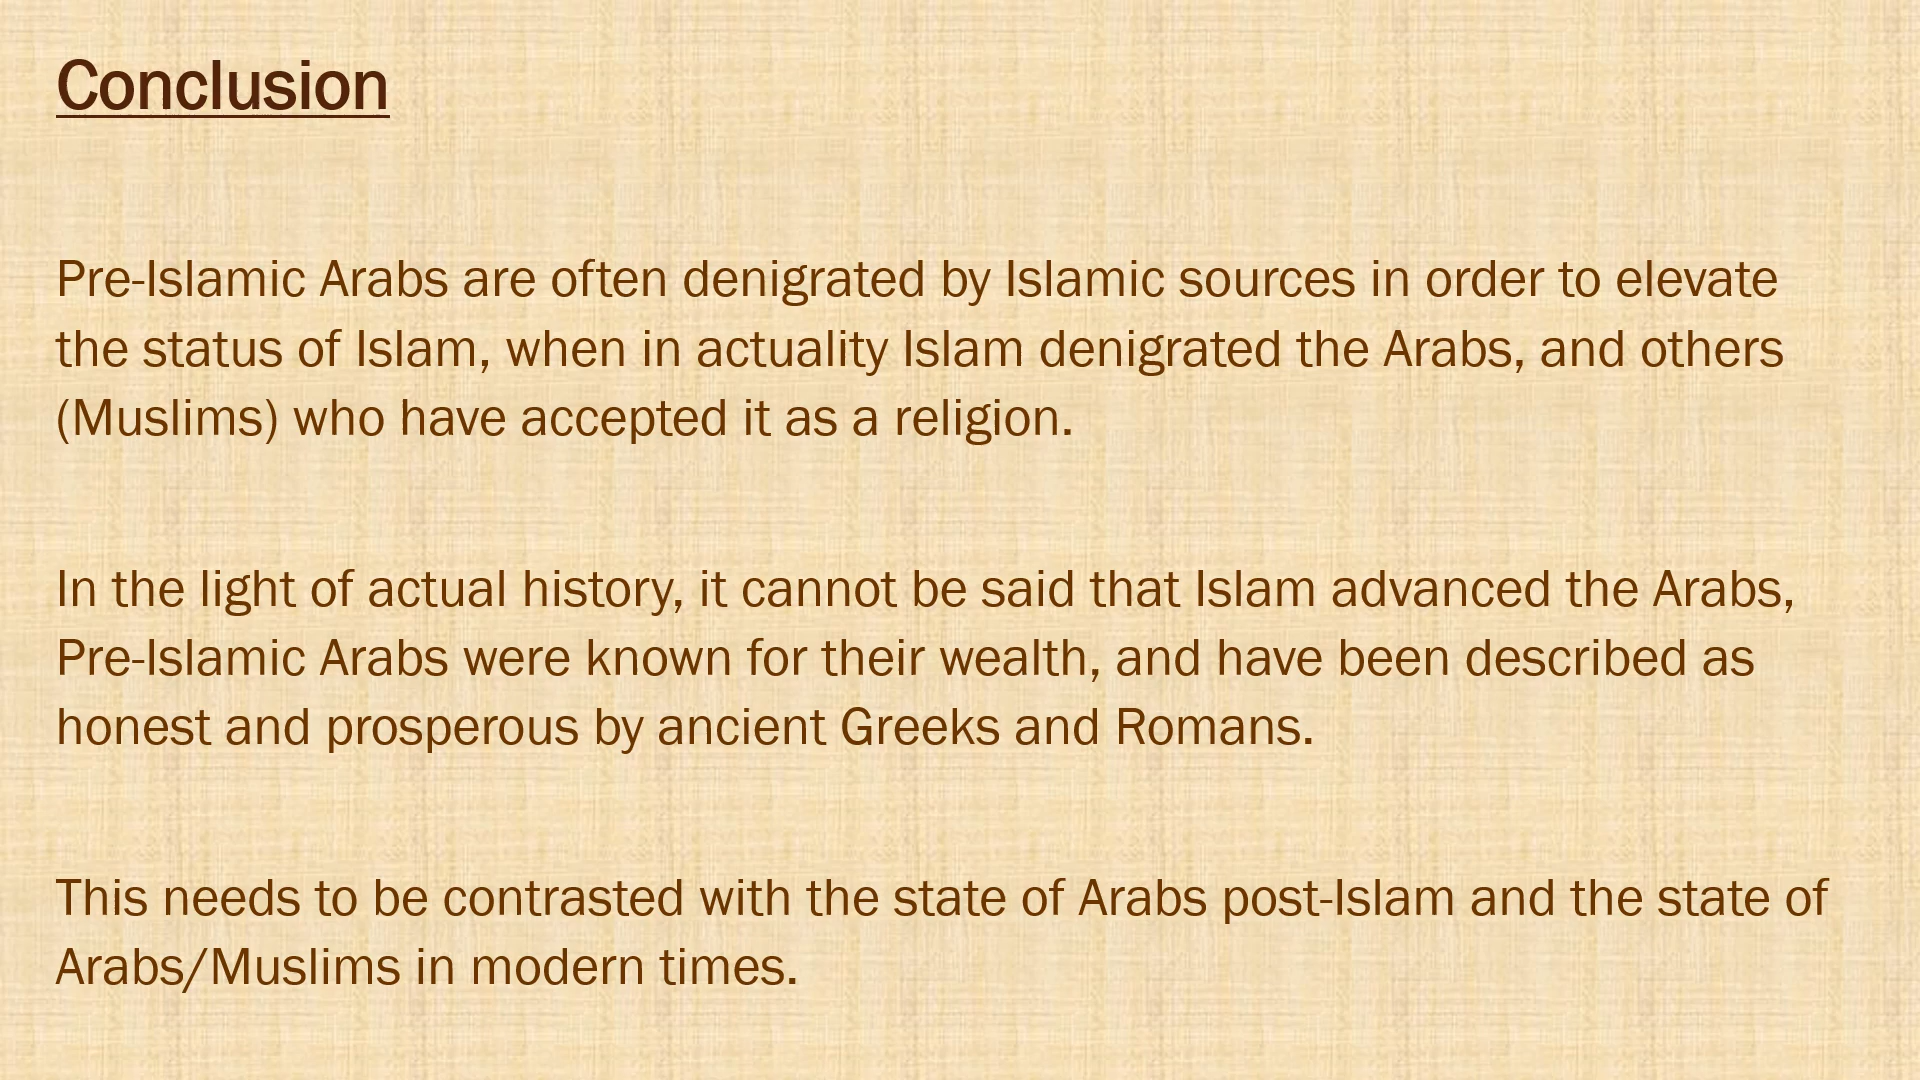 Conclusion
Pre-Islamic Arabs are often denigrated by Islamic sources in order to elevate
the status of Islam, when in actuality Islam denigrated the Arabs, and others
(Muslims) who have accepted it as a religion.
In the light of actual history, it cannot be said that Islam advanced the Arabs,
Pre-Islamic Arabs were known for their wealth, and have been described as
honest and prosperous by ancient Greeks and Romans.
This needs to be contrasted with the state of Arabs post-Islam and the state of
Arabs/Muslims in modern times.